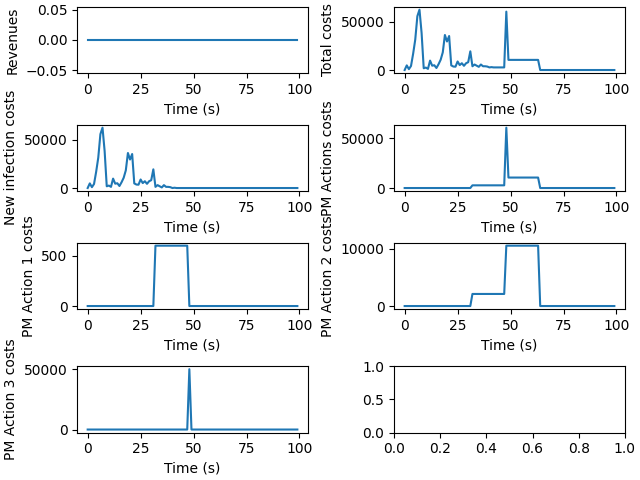 Revenues
0.05
0.00
−0.05
0 25 50 75 100
Time (s)
Total costs
50000
0
0 25 50 75 100
Time (s)
New infection costs
50000
0
0 25 50 75 100
Time (s)
PM Actions costs
50000
0
0 25 50 75 100
Time (s)
PM Action 1 costs
500
0
0 25 50 75 100
Time (s)
PM Action 2 costs
10000
0
0 25 50 75 100
Time (s)
PM Action 3 costs
50000
0
0 25 50 75 100
Time (s)
1.0
0.5
0.0
0.0 0.2 0.4 0.6 0.8 1.0